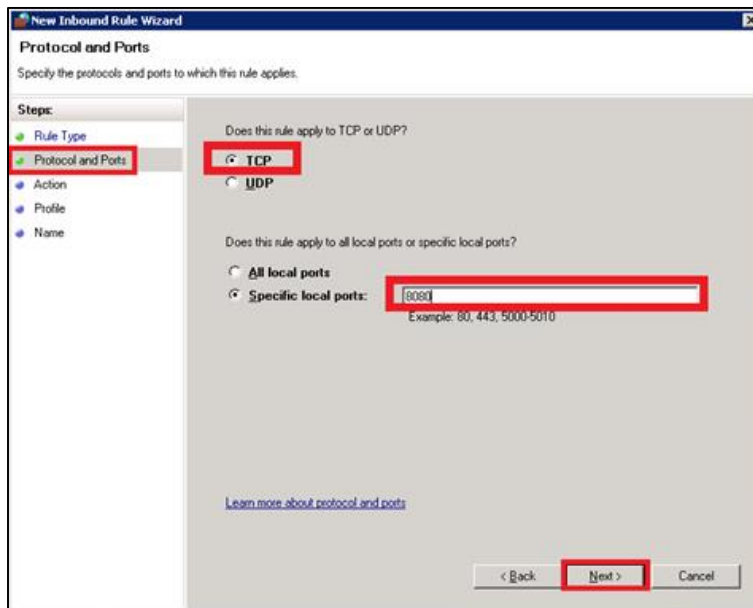 New Inbound Rule Wizard
Protocol and Ports
Specify the protocols and ports to which this rule applies.
Steps:
Rule Type
Protocol and Ports
Action
Profile
Name
Does this rule apply to TCP or UDP?
TCP
UDP
Does this rule apply to all local ports or specific local ports?
All local ports
Specific local ports: 8080
Example: 80, 443, 5000-5010
Learn more about protocol and ports
< Back Next > Cancel